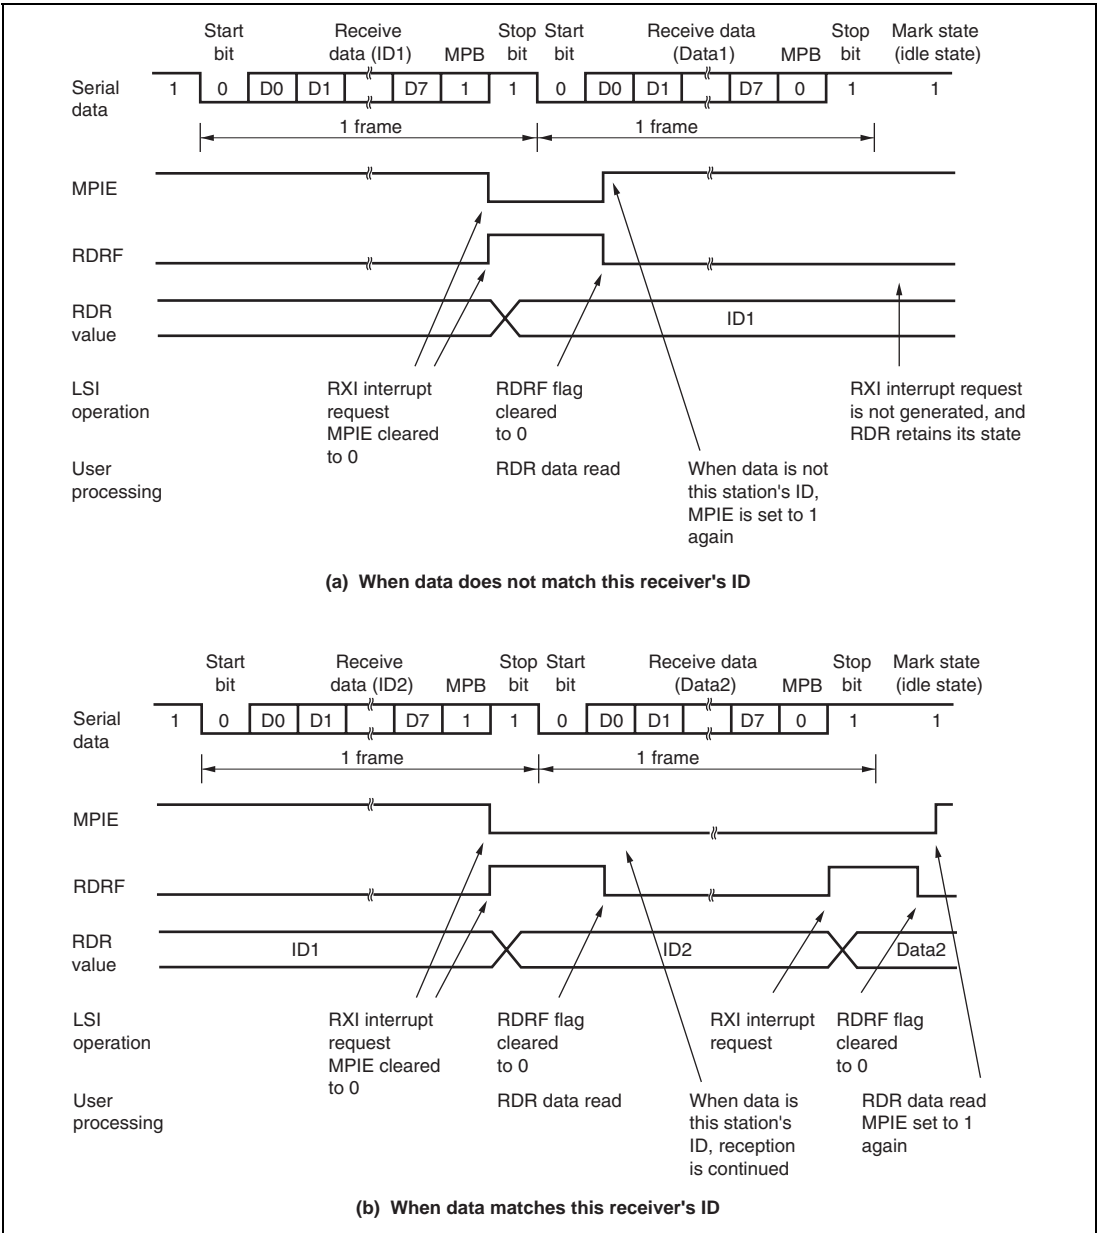 Start bit Receive data (ID1) MPB Stop bit Start bit Receive data (Data1) MPB Stop bit Mark state (idle state)
Serial data 1 0 D0 D1 D7 1 1 0 D0 D1 D7 0 1 1
1 frame 1 frame
MPIE
RDRF
RDR value ID1
LSI operation
RXI interrupt request MPIE cleared to 0
RDRF flag cleared to 0
RXI interrupt request is not generated, and RDR retains its state
User processing
RDR data read
When data is not this station's ID, MPIE is set to 1 again
(a) When data does not match this receiver's ID
Start bit Receive data (ID2) MPB Stop bit Start bit Receive data (Data2) MPB Stop bit Mark state (idle state)
Serial data 1 0 D0 D1 D7 1 1 0 D0 D1 D7 0 1 1
1 frame 1 frame
MPIE
RDRF
RDR value ID1 ID2 Data2
LSI operation
RXI interrupt request MPIE cleared to 0
RDRF flag cleared to 0
RXI interrupt request
RDRF flag cleared to 0
User processing
RDR data read
When data is this station's ID, reception is continued
RDR data read MPIE set to 1 again
(b) When data matches this receiver's ID